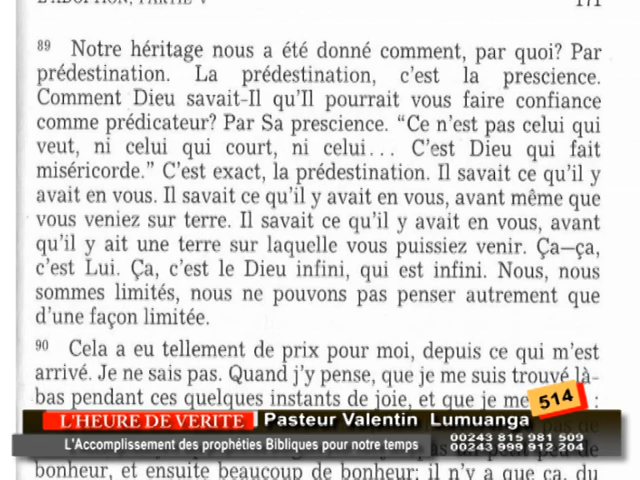 L'ADOPTION, PARTIE V 171
89 Notre héritage nous a été donné comment, par quoi? Par
prédestination. La prédestination, c'est la prescience.
Comment Dieu savait-Il qu'Il pourrait vous faire confiance
comme prédicateur? Par Sa prescience. “Ce n'est pas celui qui
veut, ni celui qui court, ni celui... C'est Dieu qui fait
miséricorde.” C'est exact, la prédestination. Il savait ce qu'il y
avait en vous. Il savait ce qu'il y avait en vous, avant même que
vous veniez sur terre. Il savait ce qu'il y avait en vous, avant
qu'il y ait une terre sur laquelle vous puissiez venir. Ça—ça,
c'est Lui. Ça, c'est le Dieu infini, qui est infini. Nous, nous
sommes limités, nous ne pouvons pas penser autrement que
d'une façon limitée.
90 Cela a eu tellement de prix pour moi, depuis ce qui m'est
arrivé. Je ne sais pas. Quand j'y pense, que je me suis trouvé là-
bas pendant ces quelques instants de joie, et que je me :
514
L'HEURE DE VERITE Pasteur Valentin Lumuanga
L'Accomplissement des prophéties Bibliques pour notre temps
00243 815 981 509
00243 999 912 204
bonheur, et ensuite beaucoup de bonheur; il n'y a que ça, du